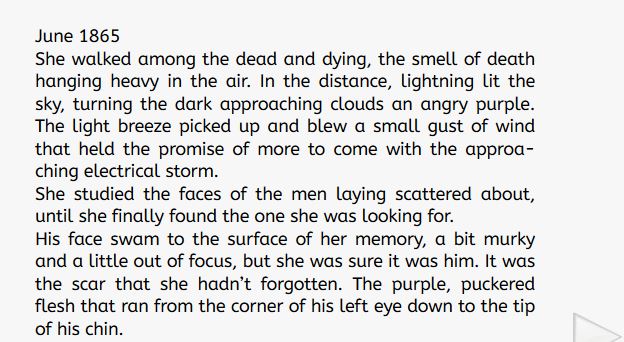 June 1865
She walked among the dead and dying, the smell of death
hanging heavy in the air. In the distance, lightning lit the
sky, turning the dark approaching clouds an angry purple.
The light breeze picked up and blew a small gust of wind
that held the promise of more to come with the approa-
ching electrical storm.
She studied the faces of the men laying scattered about,
until she finally found the one she was looking for.
His face swam to the surface of her memory, a bit murky
and a little out of focus, but she was sure it was him. It was
the scar that she hadn't forgotten. The purple, puckered
flesh that ran from the corner of his left eye down to the tip
of his chin.